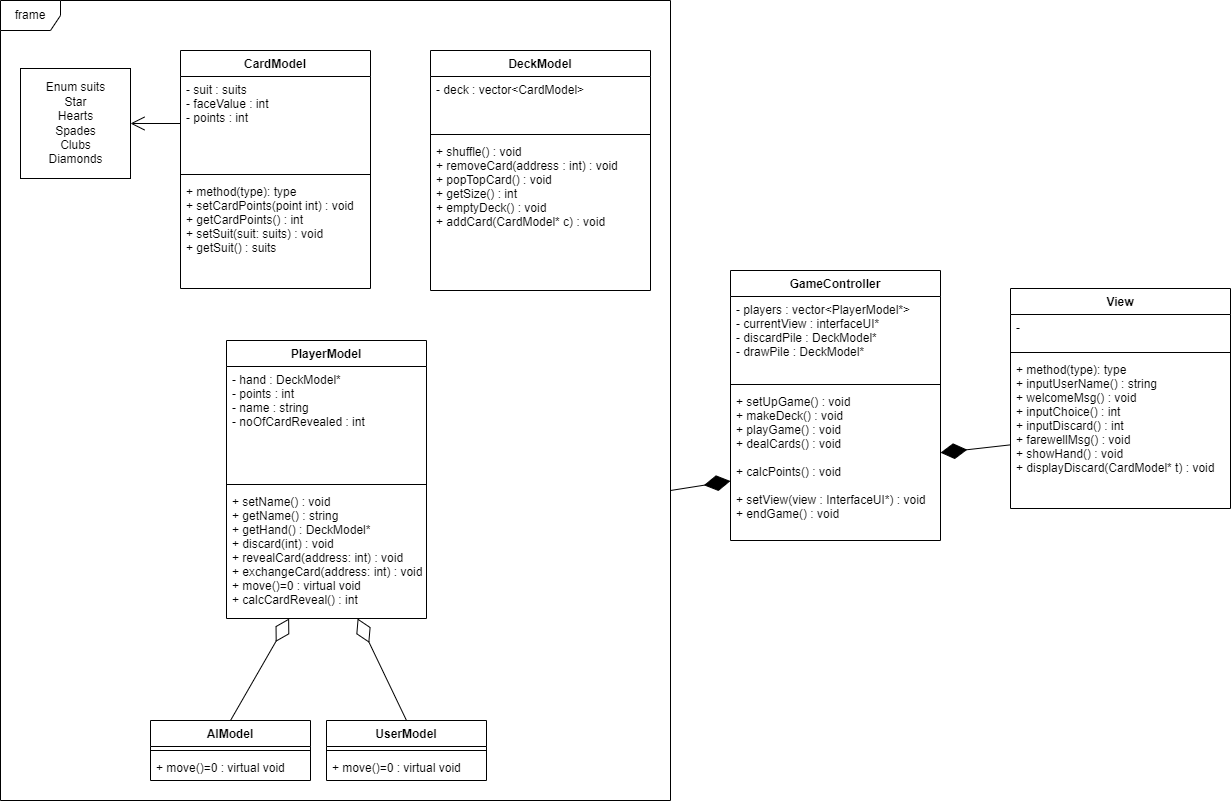 frame
Enum suits
Star
Hearts
Spades
Clubs
Diamonds
CardModel
- suit : suits
- faceValue : int
- points : int
+ method(type): type
+ setCardPoints(point int) : void
+ getCardPoints() : int
+ setSuit(suit: suits) : void
+ getSuit() : suits
DeckModel
- deck : vector<CardModel>
+ shuffle() : void
+ removeCard(address : int) : void
+ popTopCard() : void
+ getSize() : int
+ emptyDeck() : void
+ addCard(CardModel* c) : void
PlayerModel
- hand : DeckModel*
- points : int
- name : string
- noOfCardRevealed : int
+ setName() : void
+ getName() : string
+ getHand() : DeckModel*
+ discard(int) : void
+ revealCard(address: int) : void
+ exchangeCard(address: int) : void
+ move()=0 : virtual void
+ calcCardReveal() : int
AIModel
+ move()=0 : virtual void
UserModel
+ move()=0 : virtual void
GameController
- players : vector<PlayerModel*>
- currentView : interfaceUI*
- discardPile : DeckModel*
- drawPile : DeckModel*
+ setUpGame() : void
+ makeDeck() : void
+ playGame() : void
+ dealCards() : void
+ calcPoints() : void
+ setView(view : InterfaceUI*) : void
+ endGame() : void
View
-
+ method(type): type
+ inputUserName() : string
+ welcomeMsg() : void
+ inputChoice() : int
+ inputDiscard() : int
+ farewellMsg() : void
+ showHand() : void
+ displayDiscard(CardModel* t) : void